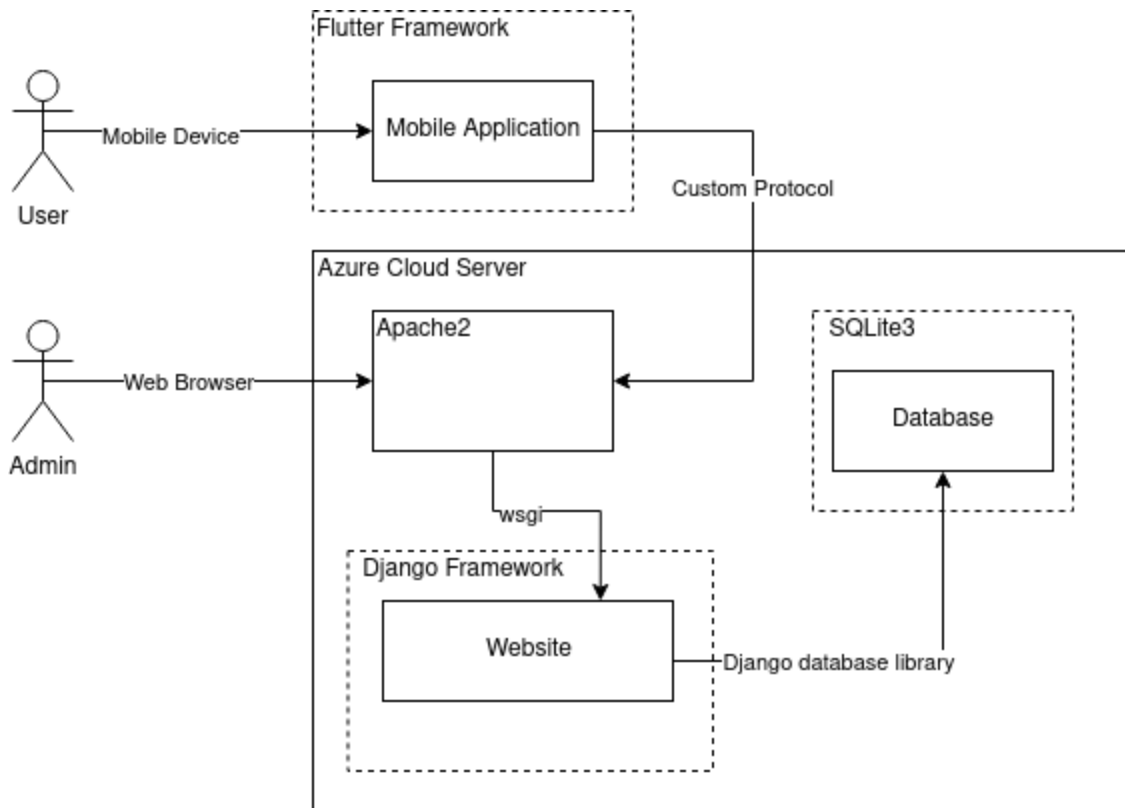 Flutter Framework
Mobile Application
Mobile Device
User
Custom Protocol
Azure Cloud Server
Apache2
SQLite3
Web Browser
Database
Admin
wsgi
Django Framework
Website
Django database library